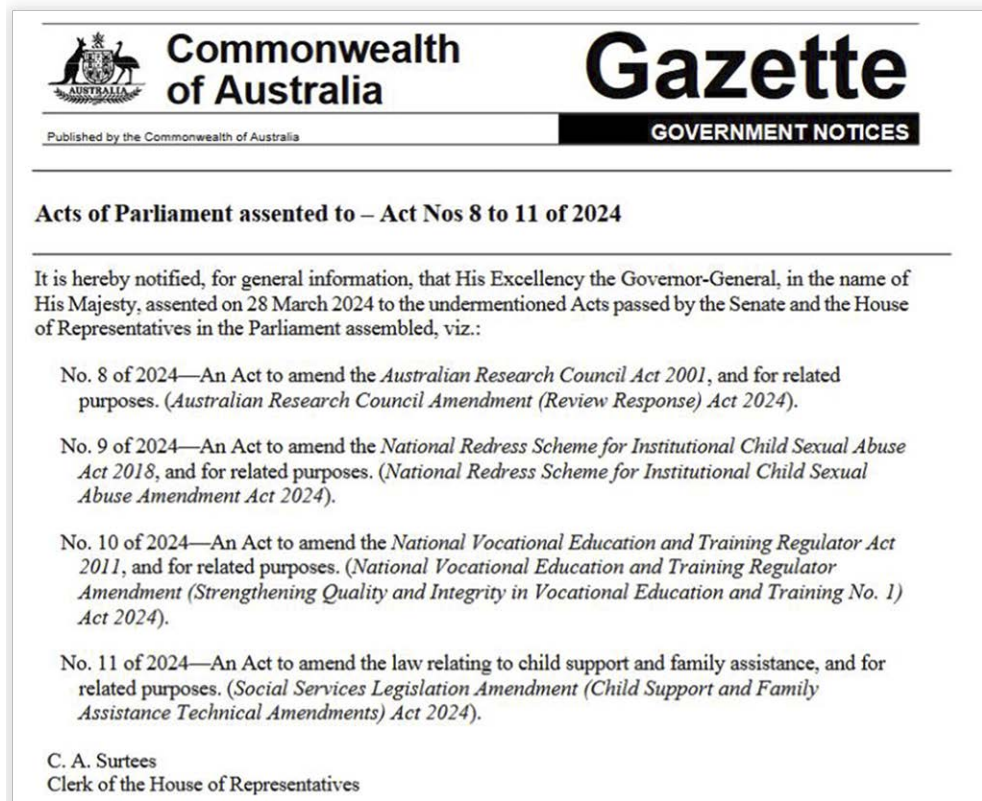 Commonwealth
of Australia
Gazette
AUSTRALIA
Published by the Commonwealth of Australia
GOVERNMENT NOTICES
Acts of Parliament assented to – Act Nos 8 to 11 of 2024
It is hereby notified, for general information, that His Excellency the Governor-General, in the name of
His Majesty, assented on 28 March 2024 to the undermentioned Acts passed by the Senate and the House
of Representatives in the Parliament assembled, viz.:
No. 8 of 2024—An Act to amend the Australian Research Council Act 2001, and for related
purposes. (Australian Research Council Amendment (Review Response) Act 2024).
No. 9 of 2024—An Act to amend the National Redress Scheme for Institutional Child Sexual Abuse
Act 2018, and for related purposes. (National Redress Scheme for Institutional Child Sexual
Abuse Amendment Act 2024).
No. 10 of 2024—An Act to amend the National Vocational Education and Training Regulator Act
2011, and for related purposes. (National Vocational Education and Training Regulator
Amendment (Strengthening Quality and Integrity in Vocational Education and Training No. 1)
Act 2024).
No. 11 of 2024—An Act to amend the law relating to child support and family assistance, and for
related purposes. (Social Services Legislation Amendment (Child Support and Family
Assistance Technical Amendments) Act 2024).
C. A. Surtees
Clerk of the House of Representatives